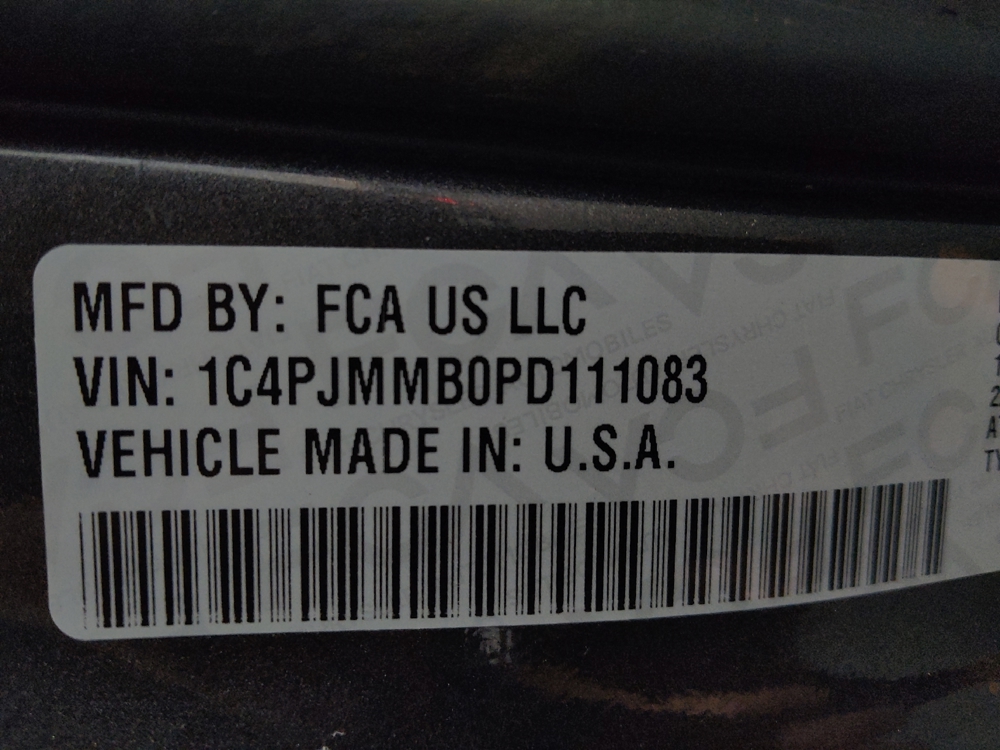 MFD BY: FCA US LLC
VIN: 1C4PJMMB0PD111083
VEHICLE MADE IN: U.S.A.